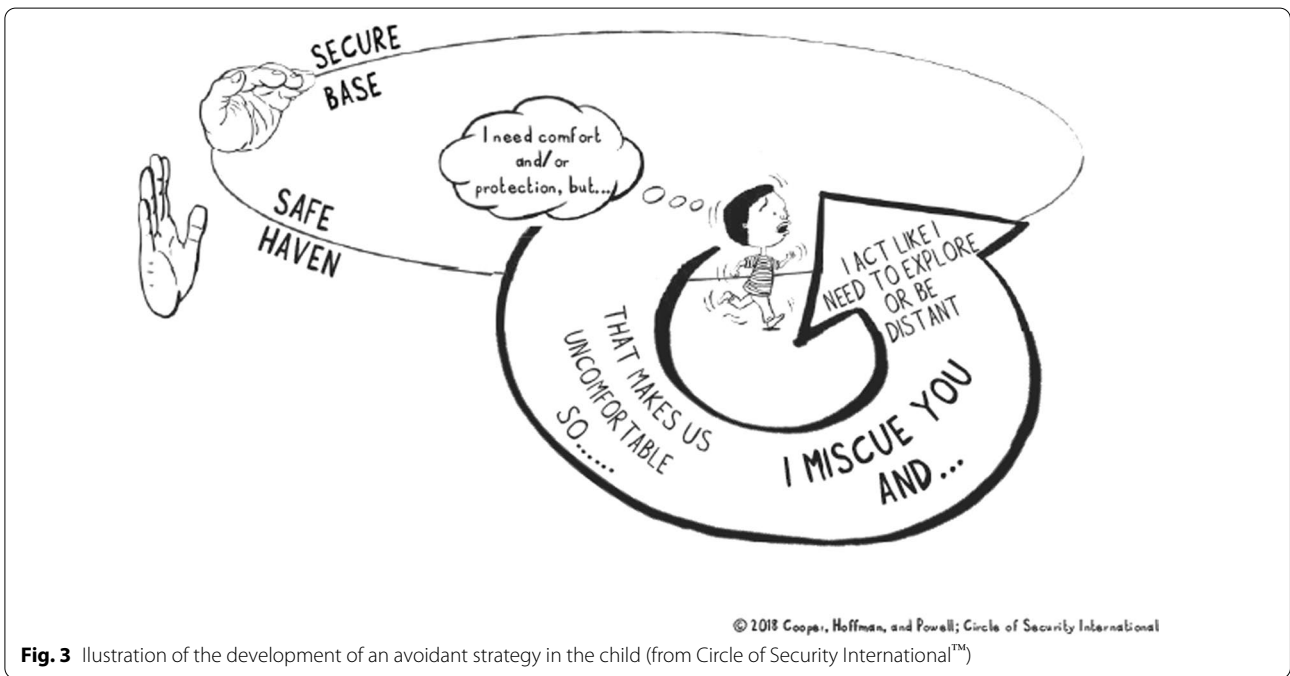 SECURE
BASE
SAFE
HAVEN
I need comfort
and/or
protection, but...
THAT MAKES US
UNCOMFORTABLE
SO......
I MISCUE YOU
AND...
I ACT LIKE I
NEED TO EXPLORE
OR BE
DISTANT
© 2018 Cooper, Hoffman, and Powell; Circle of Security International
Fig. 3 Ilustration of the development of an avoidant strategy in the child (from Circle of Security International™)